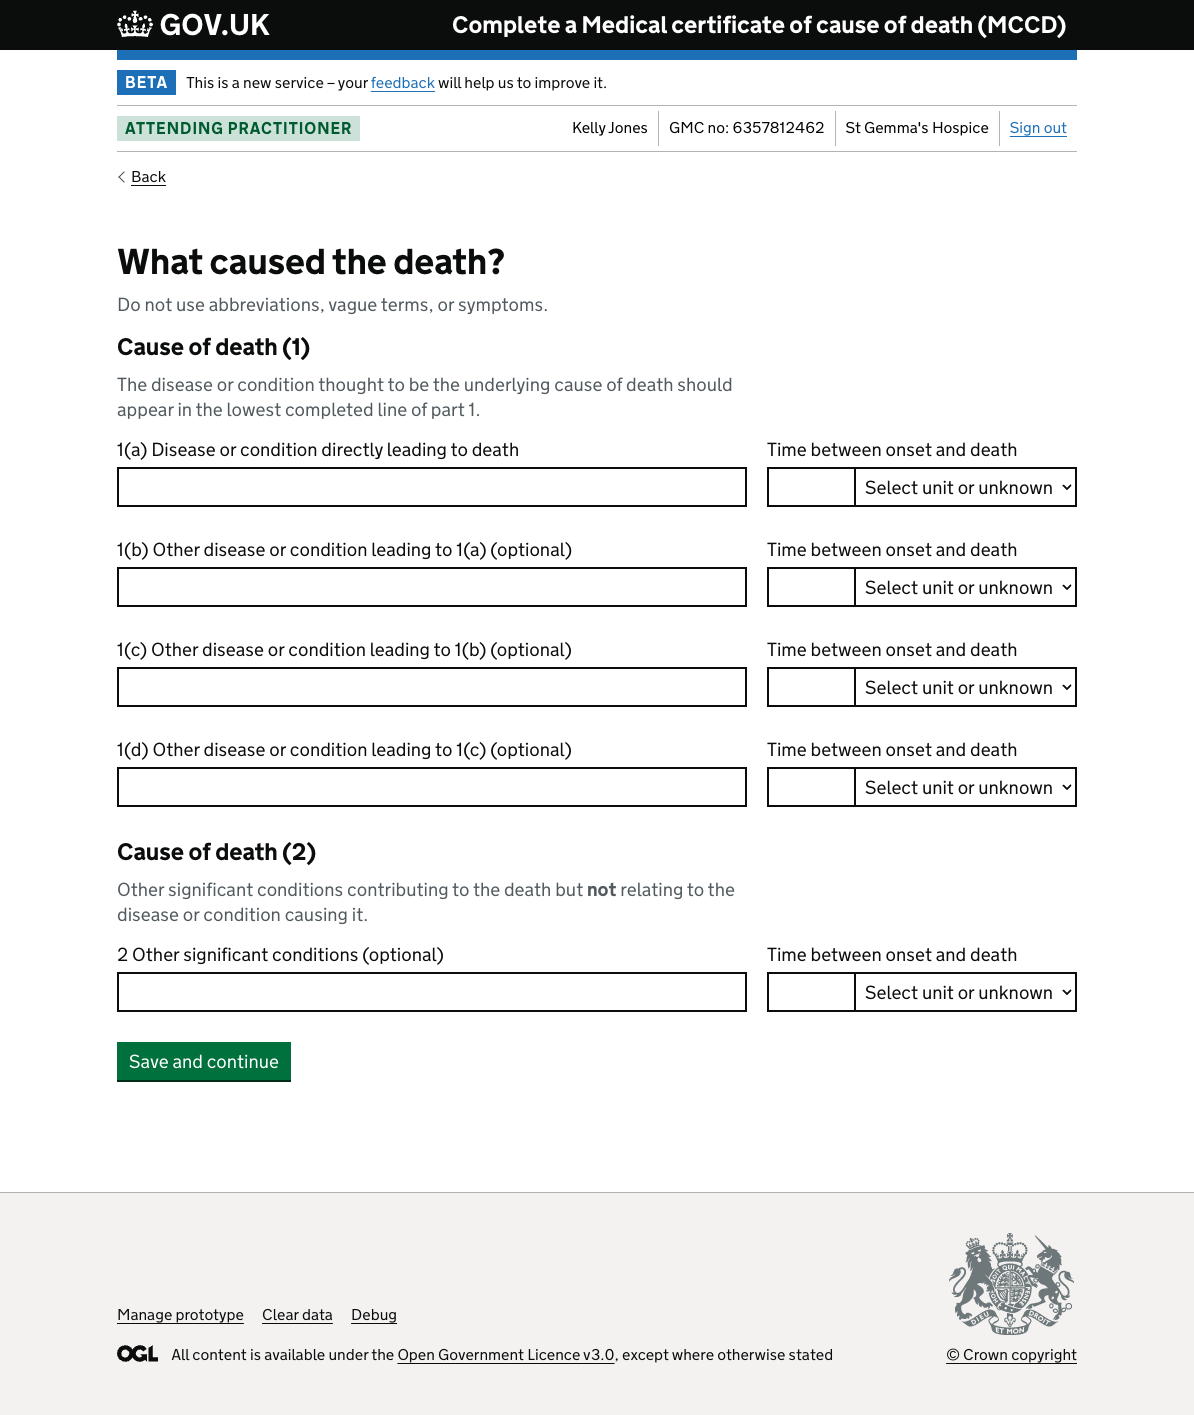 GOV.UK
Complete a Medical certificate of cause of death (MCCD)
BETA This is a new service – your feedback will help us to improve it.
ATTENDING PRACTITIONER Kelly Jones GMC no: 6357812462 St Gemma's Hospice Sign out
Back
What caused the death?
Do not use abbreviations, vague terms, or symptoms.
Cause of death (1)
The disease or condition thought to be the underlying cause of death should
appear in the lowest completed line of part 1.
1(a) Disease or condition directly leading to death Time between onset and death
Select unit or unknown
1(b) Other disease or condition leading to 1(a) (optional) Time between onset and death
Select unit or unknown
1(c) Other disease or condition leading to 1(b) (optional) Time between onset and death
Select unit or unknown
1(d) Other disease or condition leading to 1(c) (optional) Time between onset and death
Select unit or unknown
Cause of death (2)
Other significant conditions contributing to the death but not relating to the
disease or condition causing it.
2 Other significant conditions (optional) Time between onset and death
Select unit or unknown
Save and continue
DIEU ET MON DROIT
Manage prototype Clear data Debug
OGL All content is available under the Open Government Licence v3.0, except where otherwise stated © Crown copyright